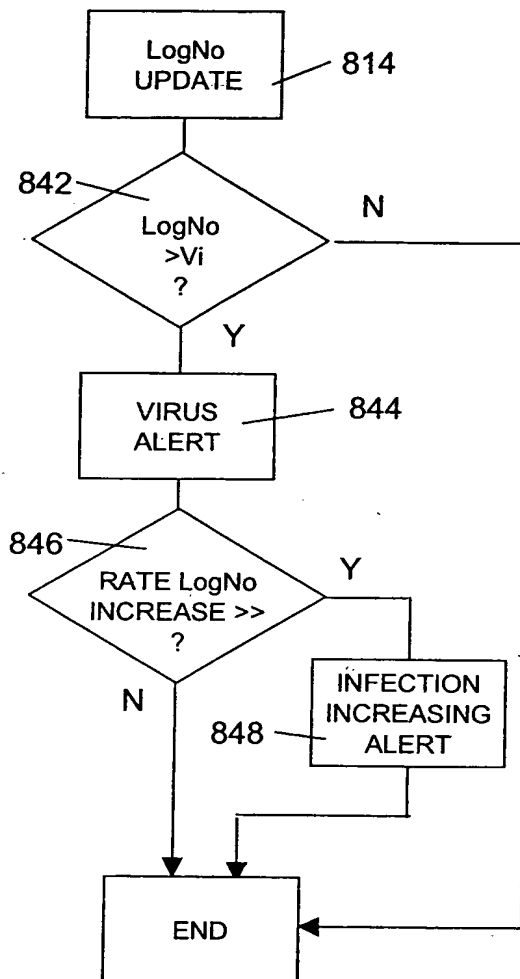 LogNo
UPDATE
814
842
LogNo
>Vi
?
N
Y
VIRUS
ALERT
844
846
RATE LogNo
INCREASE >>
?
Y
N
INFECTION
INCREASING
ALERT
848
END